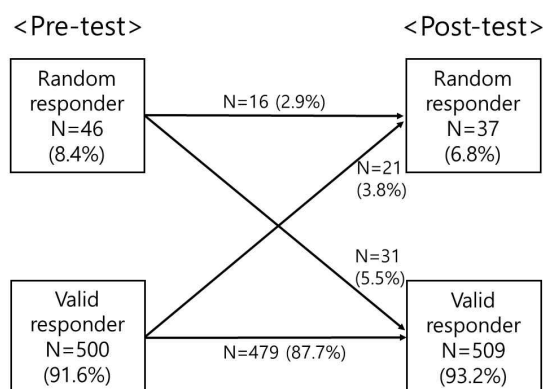 <Pre-test>
<Post-test>
Random
responder
N=46
(8.4%)
N=16 (2.9%)
Random
responder
N=37
(6.8%)
N=21
(3.8%)
N=31
(5.5%)
Valid
responder
N=500
(91.6%)
N=479 (87.7%)
Valid
responder
N=509
(93.2%)